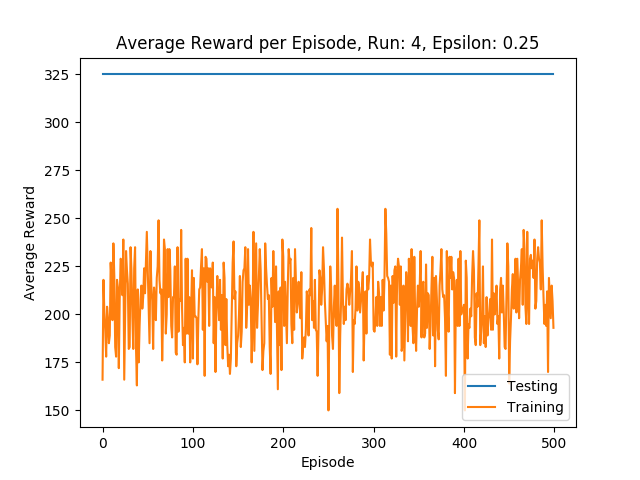 Average Reward per Episode, Run: 4, Epsilon: 0.25
Average Reward
325
300
275
250
225
200
175
150
0
100
200
300
400
500
Episode
Testing
Training